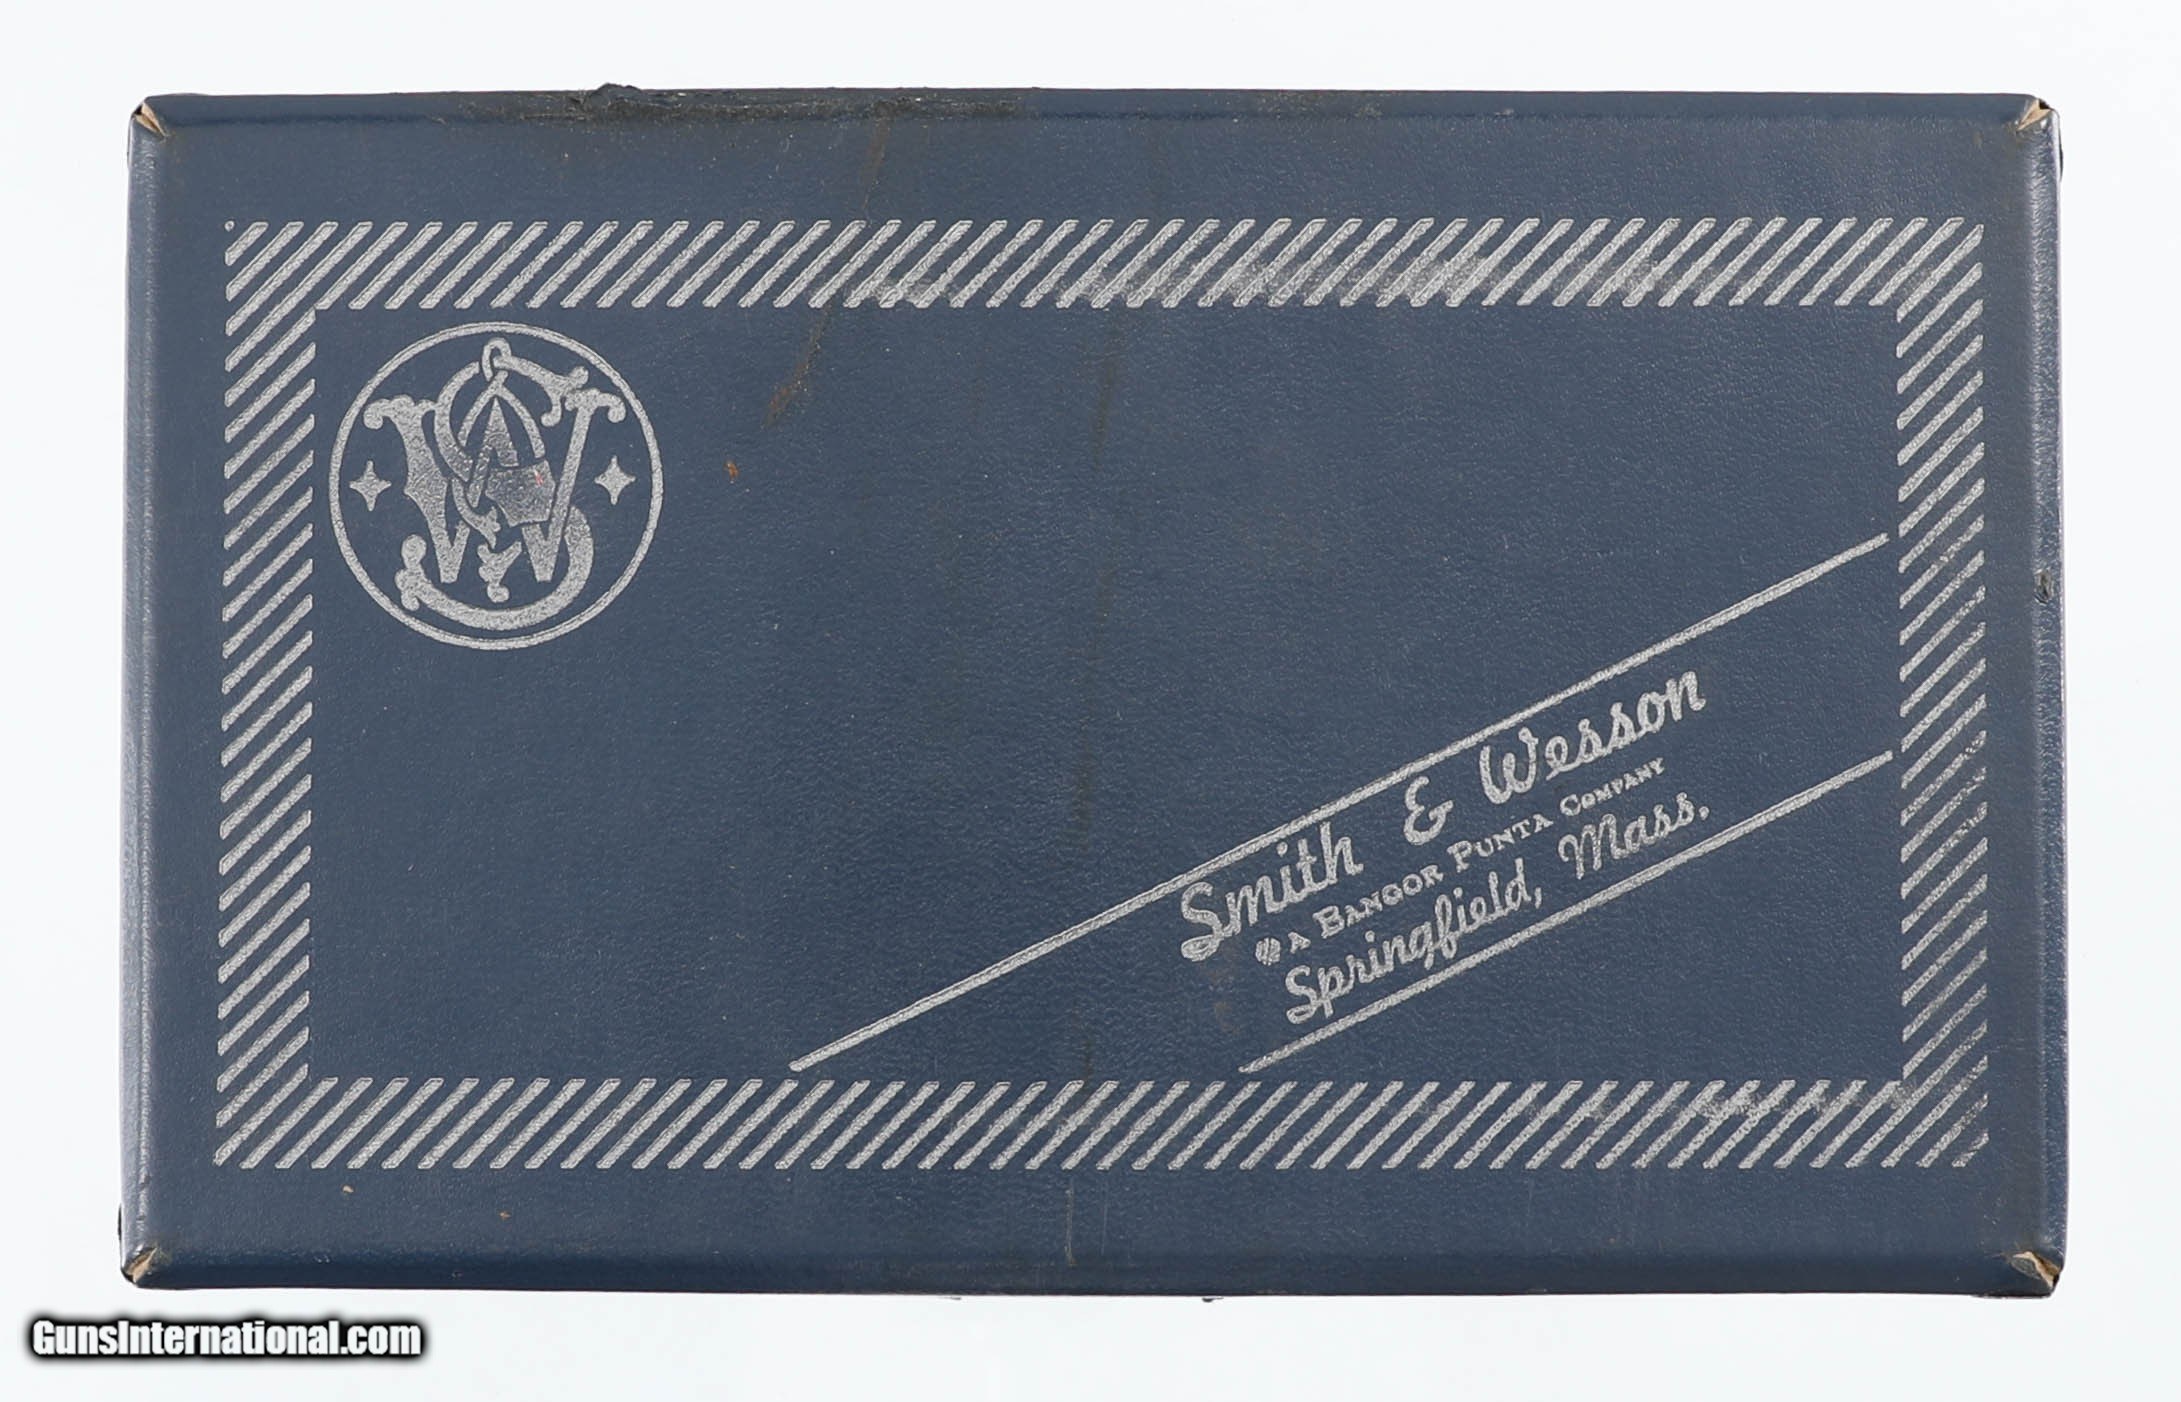 Smith & Wesson
A BANGOR PUNTA COMPANY
Springfield, Mass.
GunsInternational.com